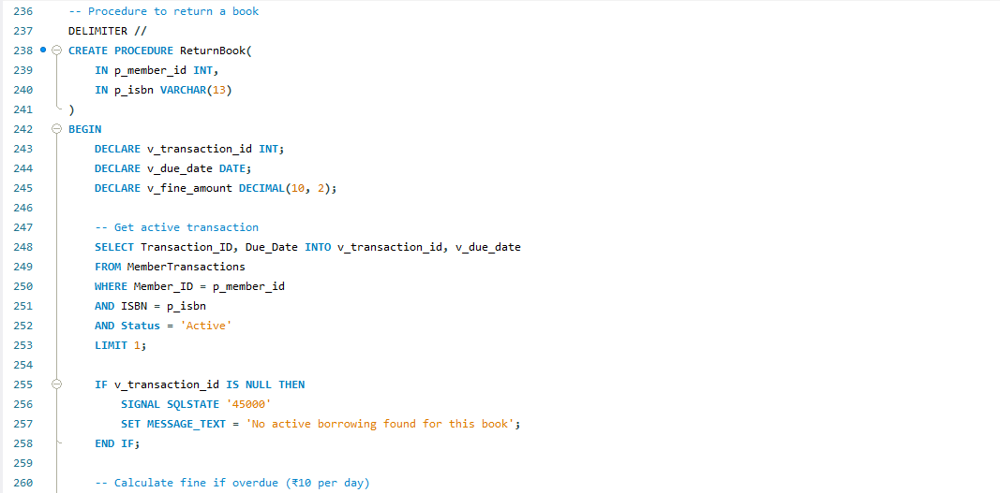 236 -- Procedure to return a book
237 DELIMITER //
238 CREATE PROCEDURE ReturnBook(
239     IN p_member_id INT,
240     IN p_isbn VARCHAR(13)
241 )
242 BEGIN
243     DECLARE v_transaction_id INT;
244     DECLARE v_due_date DATE;
245     DECLARE v_fine_amount DECIMAL(10, 2);
246
247     -- Get active transaction
248     SELECT Transaction_ID, Due_Date INTO v_transaction_id, v_due_date
249     FROM MemberTransactions
250     WHERE Member_ID = p_member_id
251     AND ISBN = p_isbn
252     AND Status = 'Active'
253     LIMIT 1;
254
255     IF v_transaction_id IS NULL THEN
256         SIGNAL SQLSTATE '45000'
257         SET MESSAGE_TEXT = 'No active borrowing found for this book';
258     END IF;
259
260     -- Calculate fine if overdue (₹10 per day)